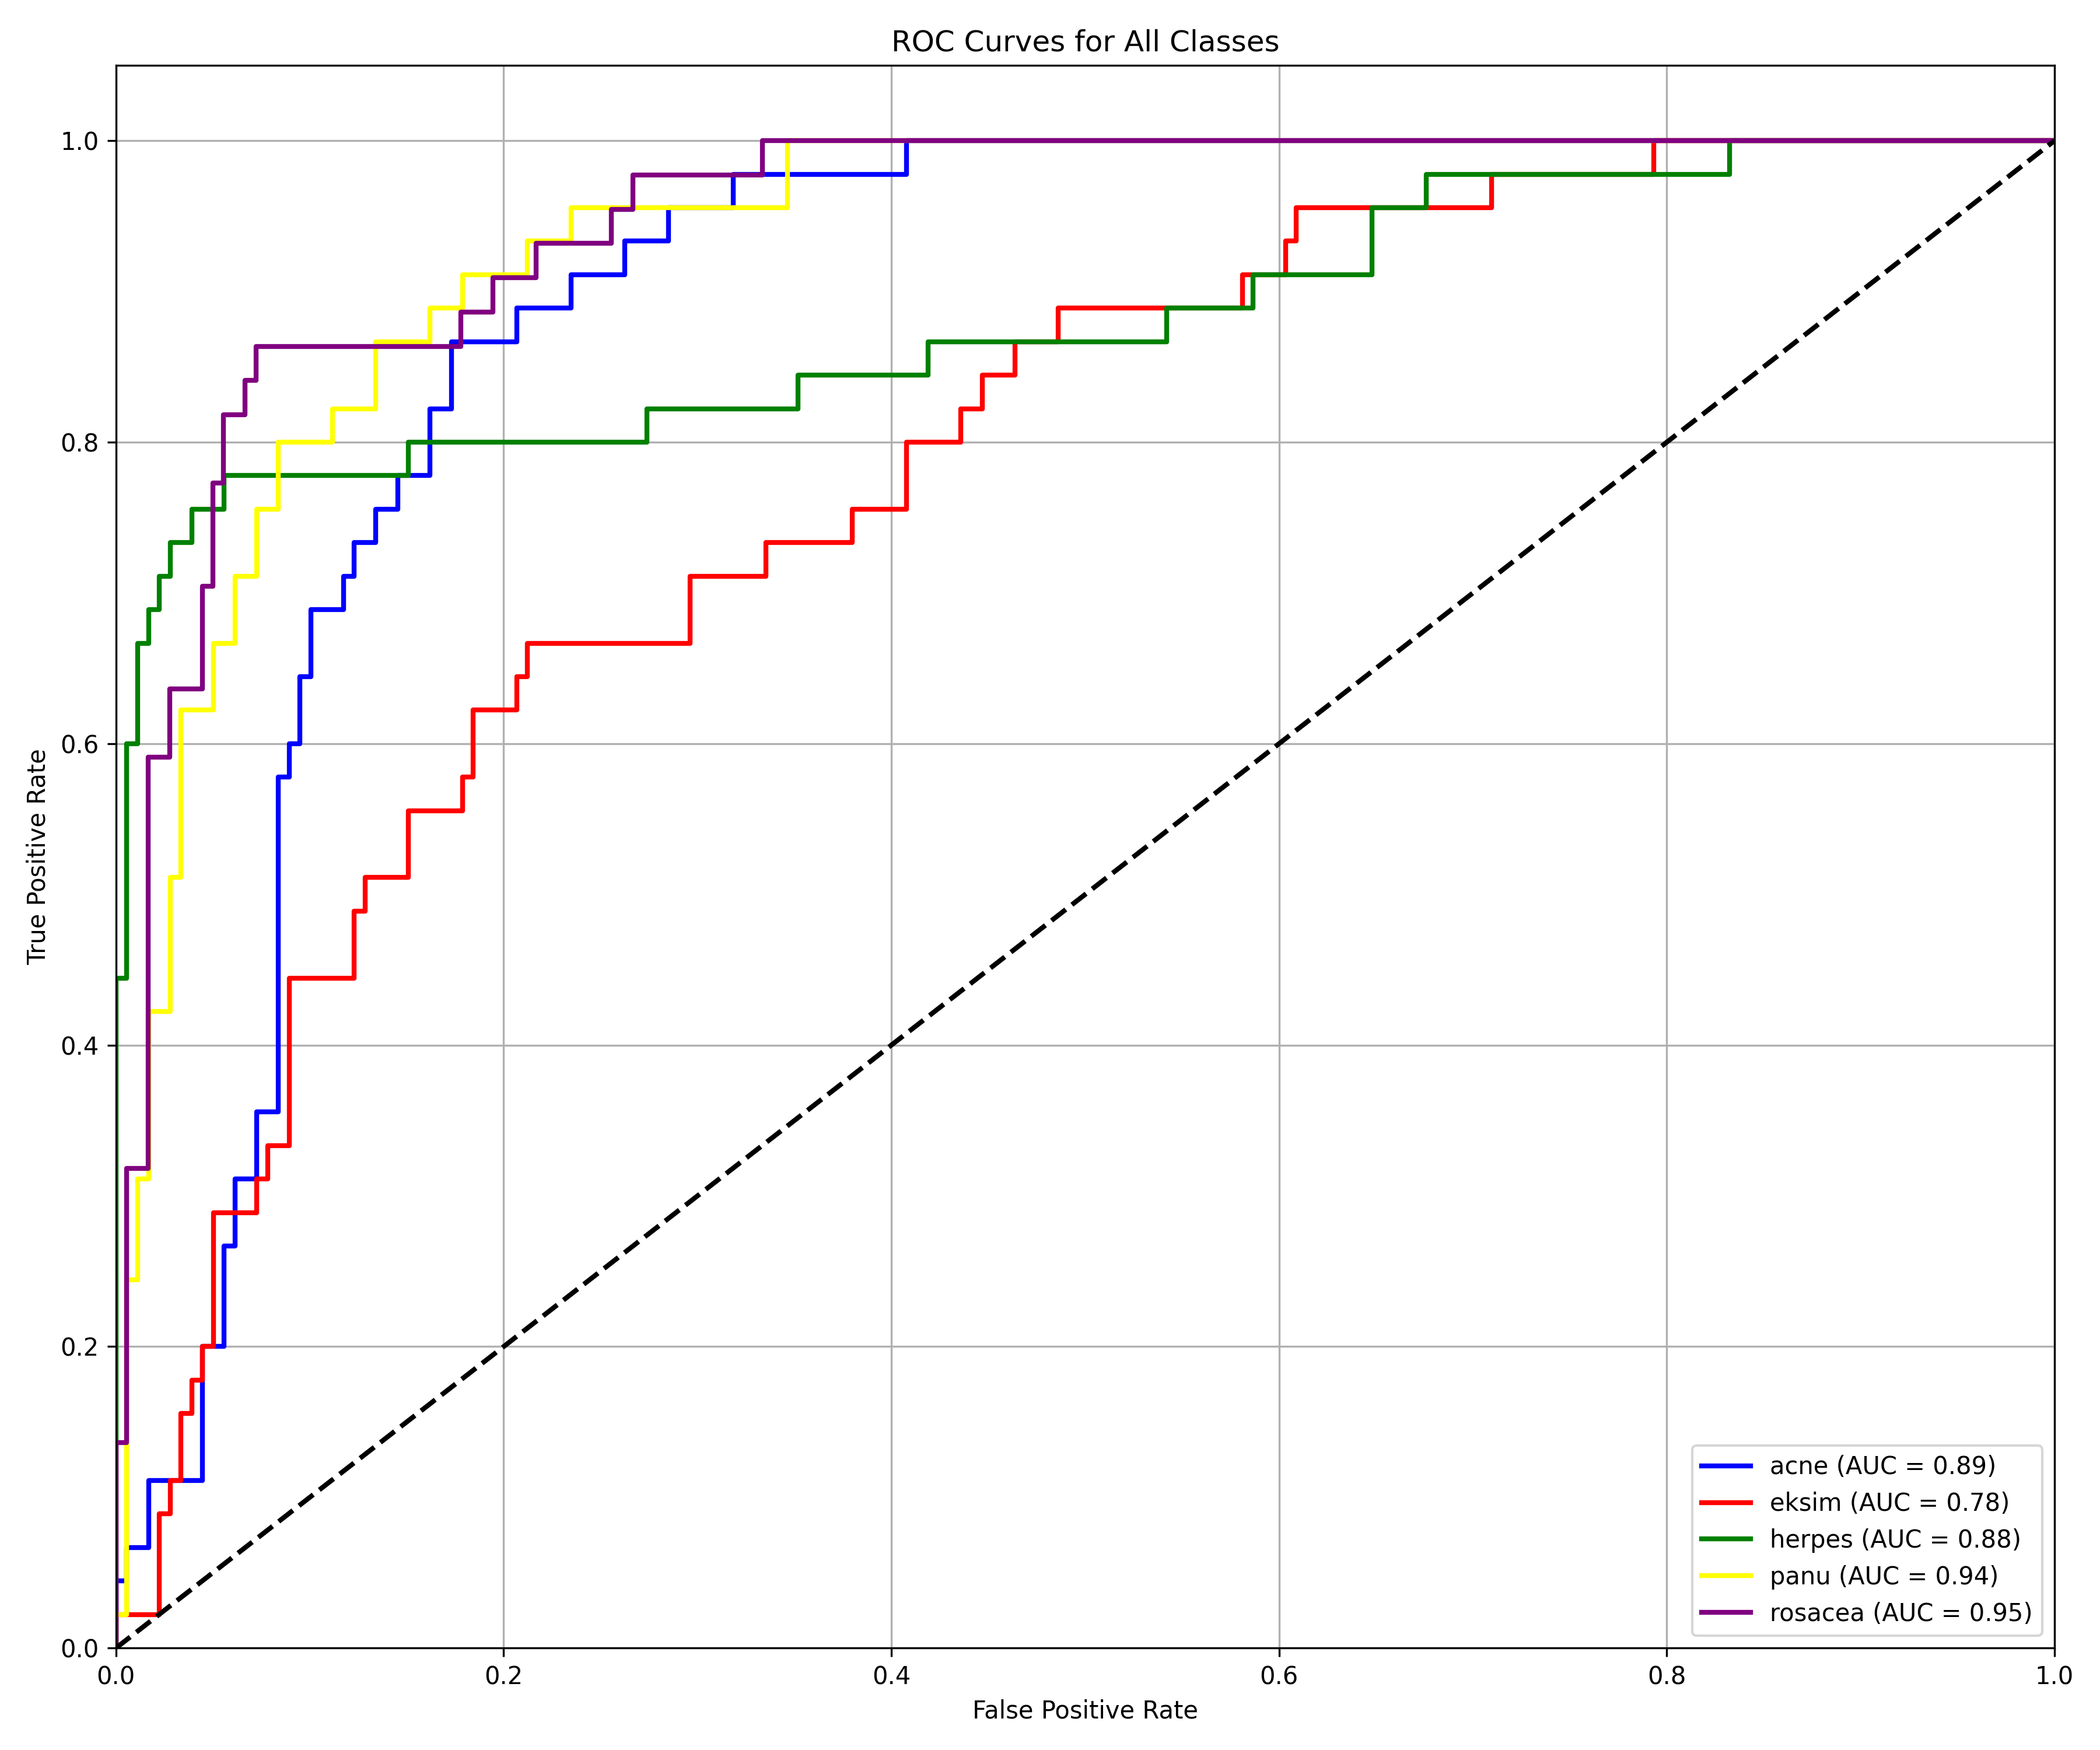 ROC Curves for All Classes
1.0
0.8
0.6
0.4
0.2
0.0
True Positive Rate
0.0 0.2 0.4 0.6 0.8 1.0
False Positive Rate
acne (AUC = 0.89)
eksim (AUC = 0.78)
herpes (AUC = 0.88)
panu (AUC = 0.94)
rosacea (AUC = 0.95)